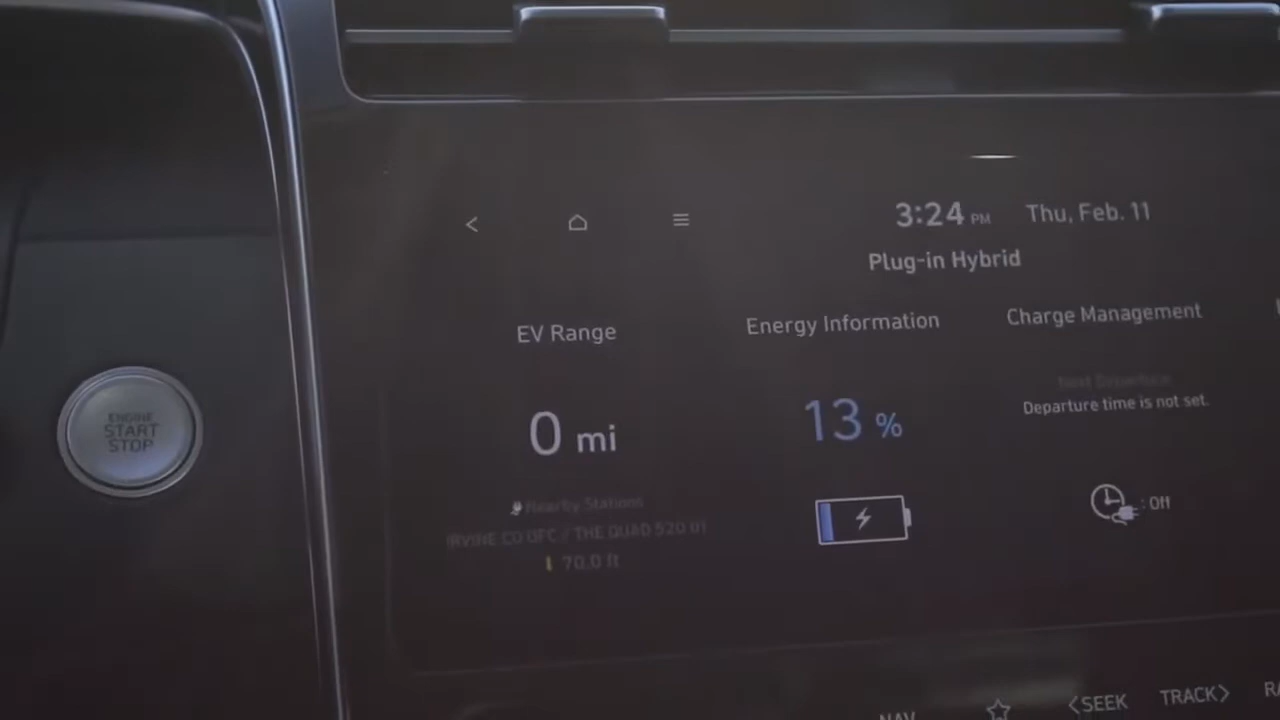 3:24 PM Thu, Feb. 11
Plug-in Hybrid
EV Range
Energy Information
Charge Management
0 mi
13 %
Departure time is not set.
: Off
Nearby Stations
IRVINE CO OFC / THE QUAD 520 01
70.0 ft
ENGINE
START
STOP
NAV
<SEEK
TRACK>